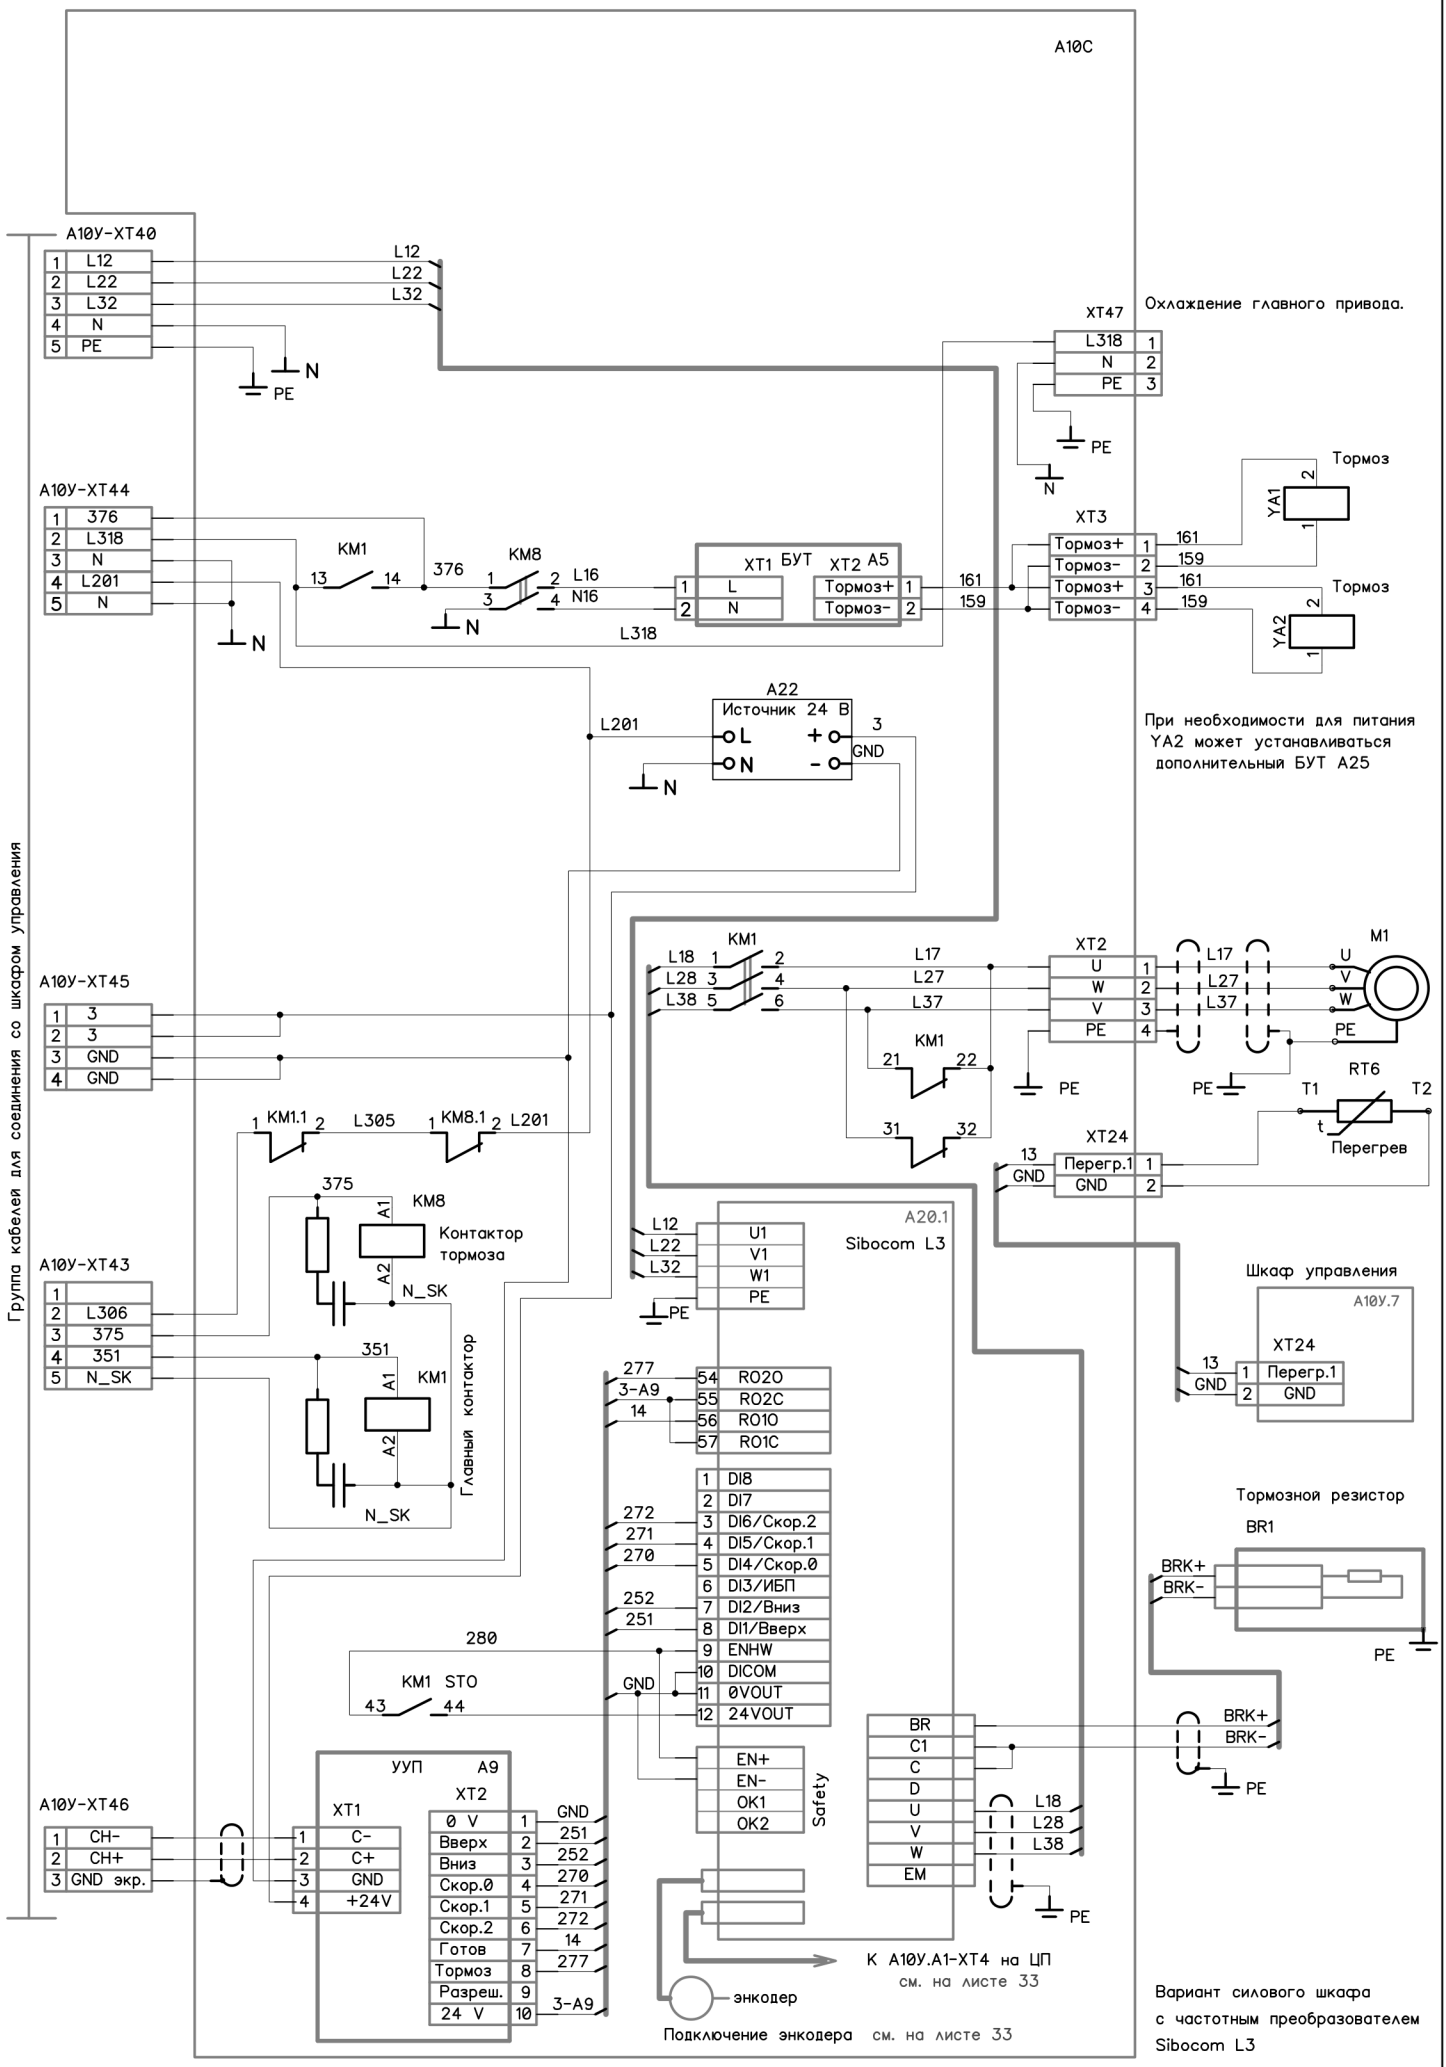 A10C
Группа кабелей для соединения со шкафом управления
A10У-XT40
1 L12
2 L22
3 L32
4 N
5 PE
L12
L22
L32
N
PE
XT47
Охлаждение главного привода.
L318 1
N 2
PE 3
PE
N
A10У-XT44
1 376
2 L318
3 N
4 L201
5 N
N
KM1
13 14
376
KM8
1 2
3 4
N
L16
N16
L318
XT1 БУТ XT2 A5
1 L
2 N
Тормоз+ 1
Тормоз- 2
161
159
XT3
Тормоз+ 1
Тормоз- 2
Тормоз+ 3
Тормоз- 4
161
159
161
159
Тормоз
YA1
2
1
Тормоз
YA2
2
1
A22
Источник 24 В
L +
N -
L201
3
GND
N
При необходимости для питания
YA2 может устанавливаться
дополнительный БУТ A25
A10У-XT45
1 3
2 3
3 GND
4 GND
L18
L28
L38
KM1
1 2
3 4
5 6
L17
L27
L37
KM1
21 22
31 32
XT2
U 1
W 2
V 3
PE 4
PE
L17
L27
L37
PE
M1
U
V
W
PE
RT6
T1 T2
t
Перегрев
XT24
13
GND
Перегр.1 1
GND 2
1 KM1.1 2
L305
1 KM8.1 2
L201
375
A1
A2
KM8
Контактор
тормоза
N_SK
A10У-XT43
1
2 L306
3 375
4 351
5 N_SK
351
A1
A2
KM1
Главный контактор
N_SK
A20.1
Sibocom L3
L12
L22
L32
PE
U1
V1
W1
PE
Шкаф управления
A10У.7
XT24
13
GND
1 Перегр.1
2 GND
277
3-A9
14
54 RO2O
55 RO2C
56 RO1O
57 RO1C
272
271
270
252
251
280
GND
1 DI8
2 DI7
3 DI6/Скор.2
4 DI5/Скор.1
5 DI4/Скор.0
6 DI3/ИБП
7 DI2/Вниз
8 DI1/Вверх
9 ENHW
10 DICOM
11 0VOUT
12 24VOUT
KM1 STO
43 44
EN+
EN-
OK1
OK2
Safety
BR
C1
C
D
U
V
W
EM
L18
L28
L38
PE
Тормозной резистор
BR1
BRK+
BRK-
PE
BRK+
BRK-
PE
A10У-XT46
1 CH-
2 CH+
3 GND экр.
УУП A9
XT1
1 C-
2 C+
3 GND
4 +24V
XT2
0 V 1
Вверх 2
Вниз 3
Скор.0 4
Скор.1 5
Скор.2 6
Готов 7
Тормоз 8
Разреш. 9
24 V 10
GND
251
252
270
271
272
14
277
3-A9
К A10У.A1-XT4 на ЦП
см. на листе 33
энкодер
Подключение энкодера см. на листе 33
Вариант силового шкафа
с частотным преобразователем
Sibocom L3